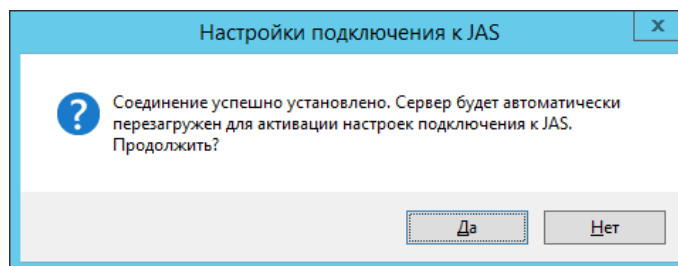 Настройки подключения к JAS
x
Соединение успешно установлено. Сервер будет автоматически
перезагружен для активации настроек подключения к JAS.
Продолжить?
?
Да
Нет